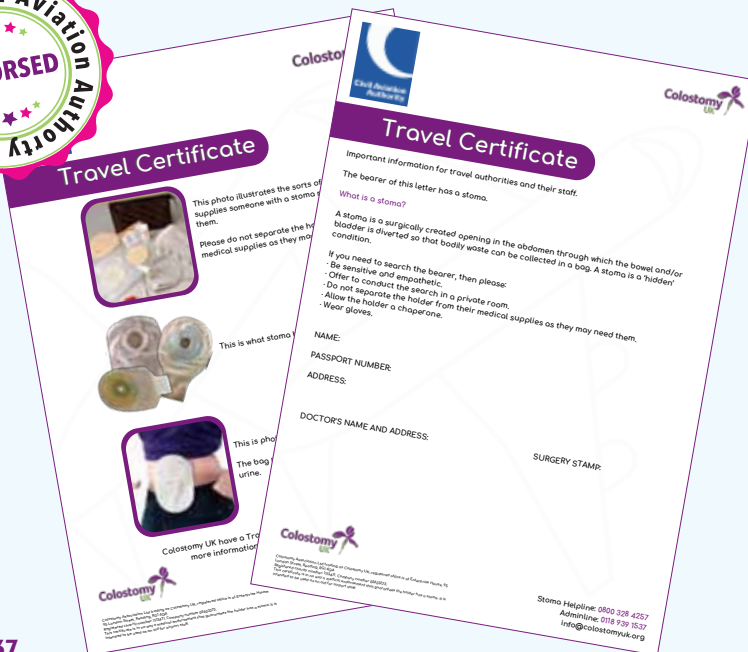 Aviation
ORSED
Authorty
Colosto
Travel Certificate
This photo illustrates the sorts of
supplies someone with a stoma
them.
Please do not separate the
medical supplies as they may
This is what stoma
This is
The bag
urine.
Colostomy UK have a
more information
Colostomy
UK
37
Civil Aviation
Authority
Colostomy
UK
Travel Certificate
Important information for travel authorities and their staff.
The bearer of this letter has a stoma.
What is a stoma?
A stoma is a surgically created opening in the abdomen through which the bowel and/or
bladder is diverted so that bodily waste can be collected in a bag. A stoma is a 'hidden'
condition.
If you need to search the bearer, then please:
· Be sensitive and empathetic.
· Offer to conduct the search in a private room.
· Do not separate the holder from their medical supplies as they may need them.
· Allow the holder a chaperone.
· Wear gloves.
NAME:
PASSPORT NUMBER:
ADDRESS:
DOCTOR'S NAME AND ADDRESS:
SURGERY STAMP:
Colostomy
UK
Stoma Helpline: 0800 328 4257
Adminline: 0118 939 1537
info@colostomyuk.org